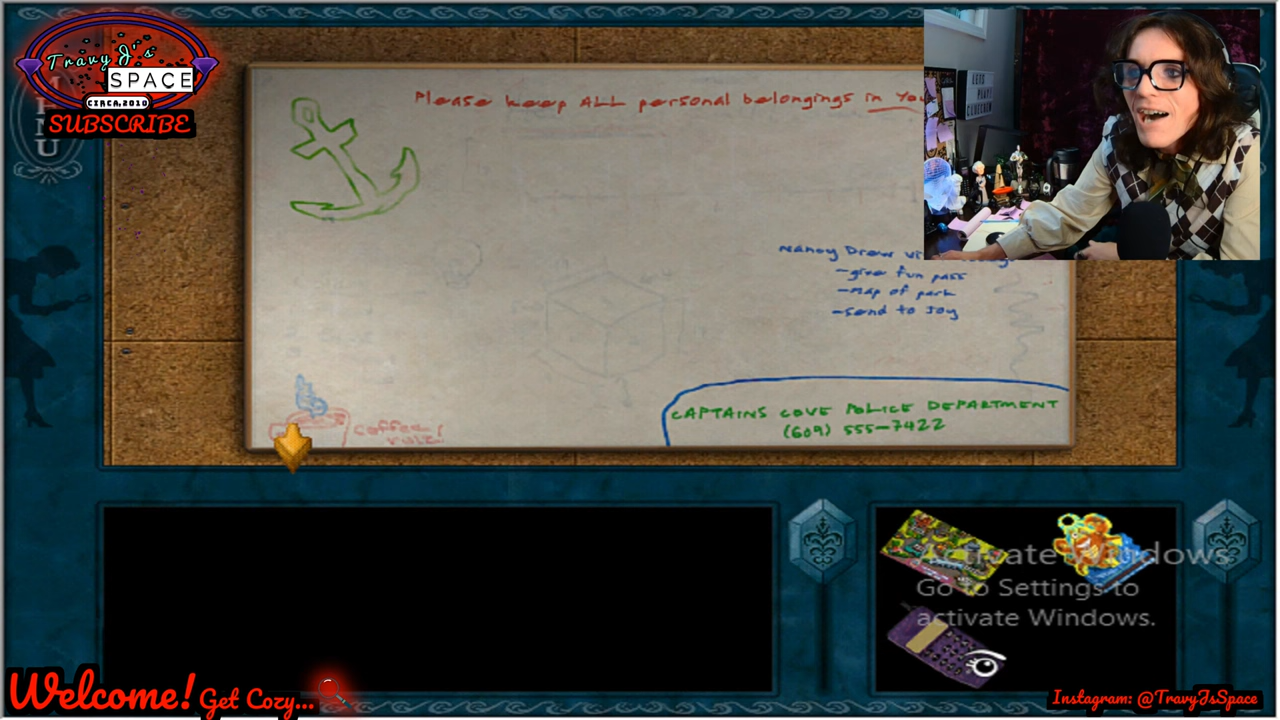 Travy J's
SPACE
CIRCA.2010
SUBSCRIBE
Please keep ALL personal belongings in You
Nancy Drew
-give fun pass
-Map of park
-send to Joy
CAPTAINS COVE POLICE DEPARTMENT
(609) 555-7422
coffee
rulz!
Activate Windows
Go to Settings to
activate Windows.
Welcome! Get Cozy...
Instagram: @TravyJsSpace